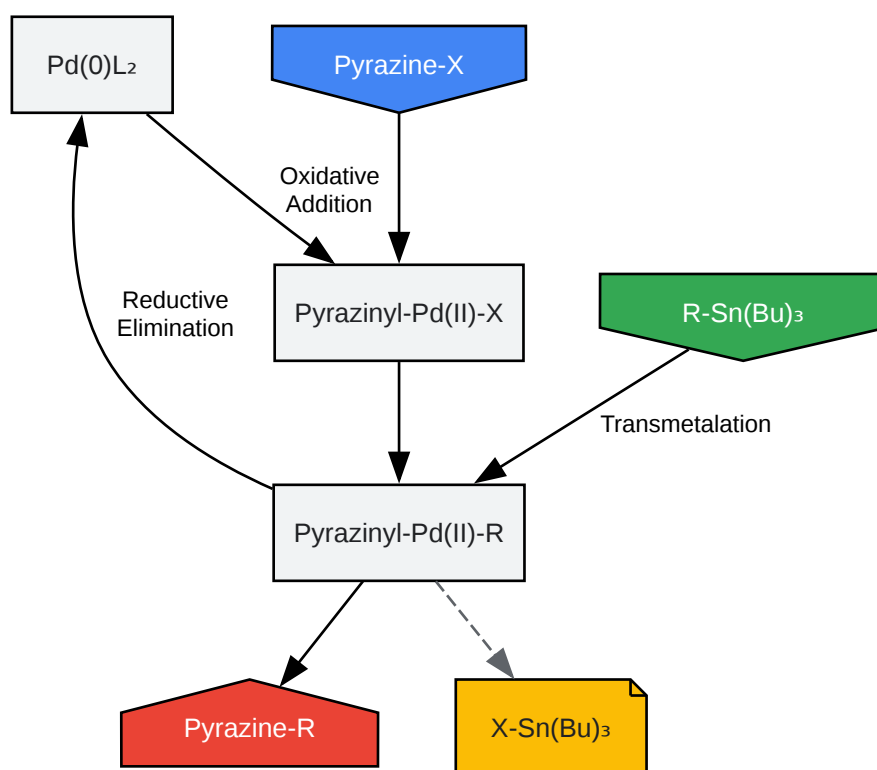 Pd(0)L₂
Pyrazine-X
Oxidative
Addition
Pyrazinyl-Pd(II)-X
R-Sn(Bu)₃
Reductive
Elimination
Transmetalation
Pyrazinyl-Pd(II)-R
Pyrazine-R
X-Sn(Bu)₃